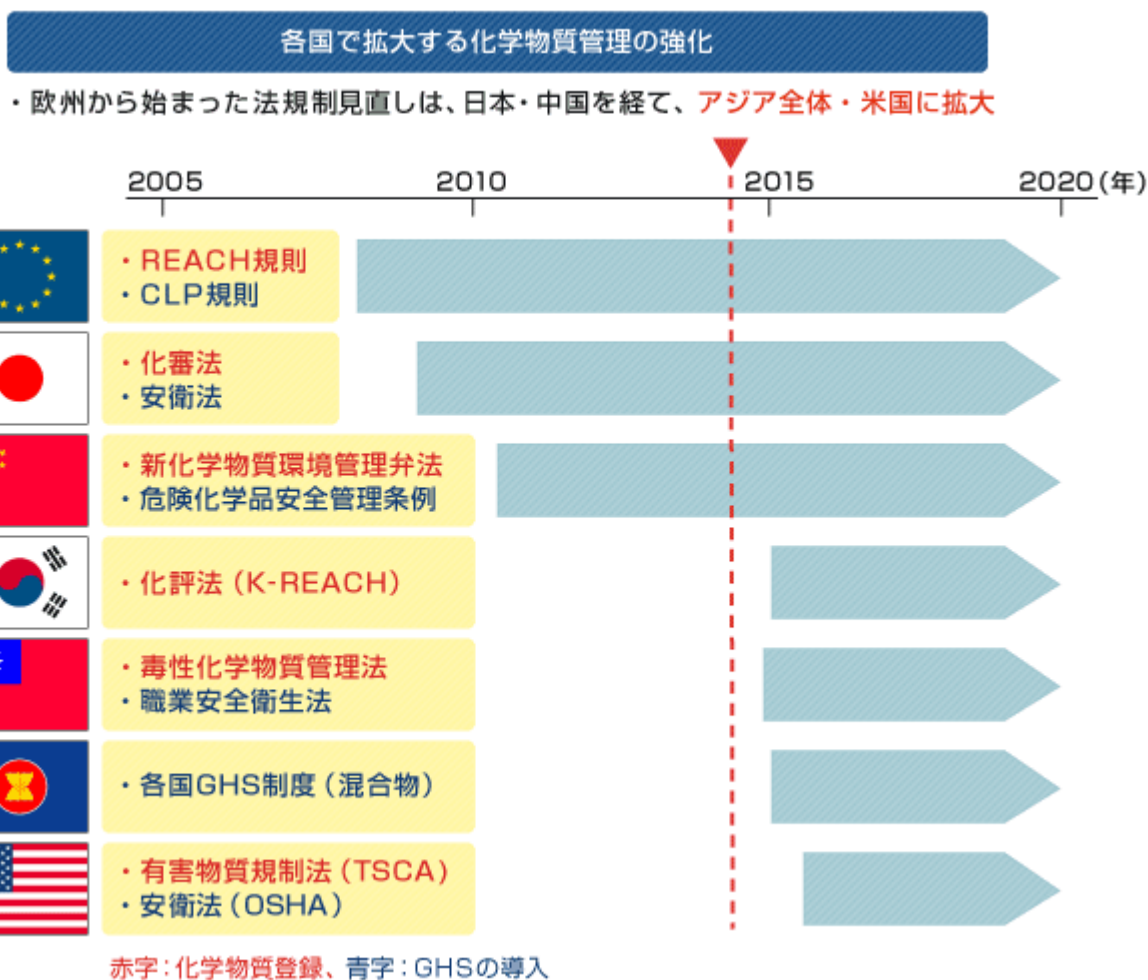 各国で拡大する化学物質管理の強化
・欧州から始まった法規制見直しは、日本・中国を経て、アジア全体・米国に拡大
2005 2010 2015 2020(年)
・REACH規則
・CLP規則
・化審法
・安衛法
・新化学物質環境管理弁法
・危険化学品安全管理条例
・化評法(K-REACH)
・毒性化学物質管理法
・職業安全衛生法
・各国GHS制度(混合物)
・有害物質規制法(TSCA)
・安衛法(OSHA)
赤字:化学物質登録、青字:GHSの導入